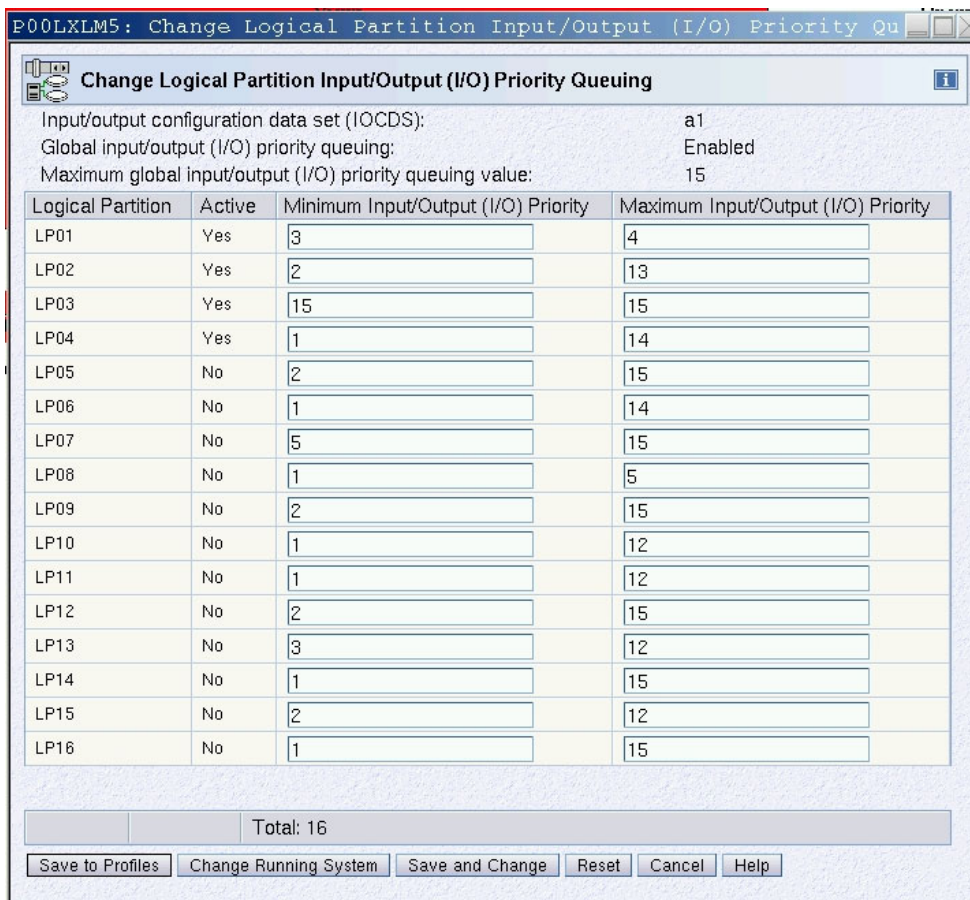 P00LXLM5: Change Logical Partition Input/Output (I/O) Priority Qu
Change Logical Partition Input/Output (I/O) Priority Queuing
Input/output configuration data set (IOCDS): a1
Global input/output (I/O) priority queuing: Enabled
Maximum global input/output (I/O) priority queuing value: 15
Logical Partition Active Minimum Input/Output (I/O) Priority Maximum Input/Output (I/O) Priority
LP01 Yes 3 4
LP02 Yes 2 13
LP03 Yes 15 15
LP04 Yes 1 14
LP05 No 2 15
LP06 No 1 14
LP07 No 5 15
LP08 No 1 5
LP09 No 2 15
LP10 No 1 12
LP11 No 1 12
LP12 No 2 15
LP13 No 3 12
LP14 No 1 15
LP15 No 2 12
LP16 No 1 15
Total: 16
Save to Profiles Change Running System Save and Change Reset Cancel Help